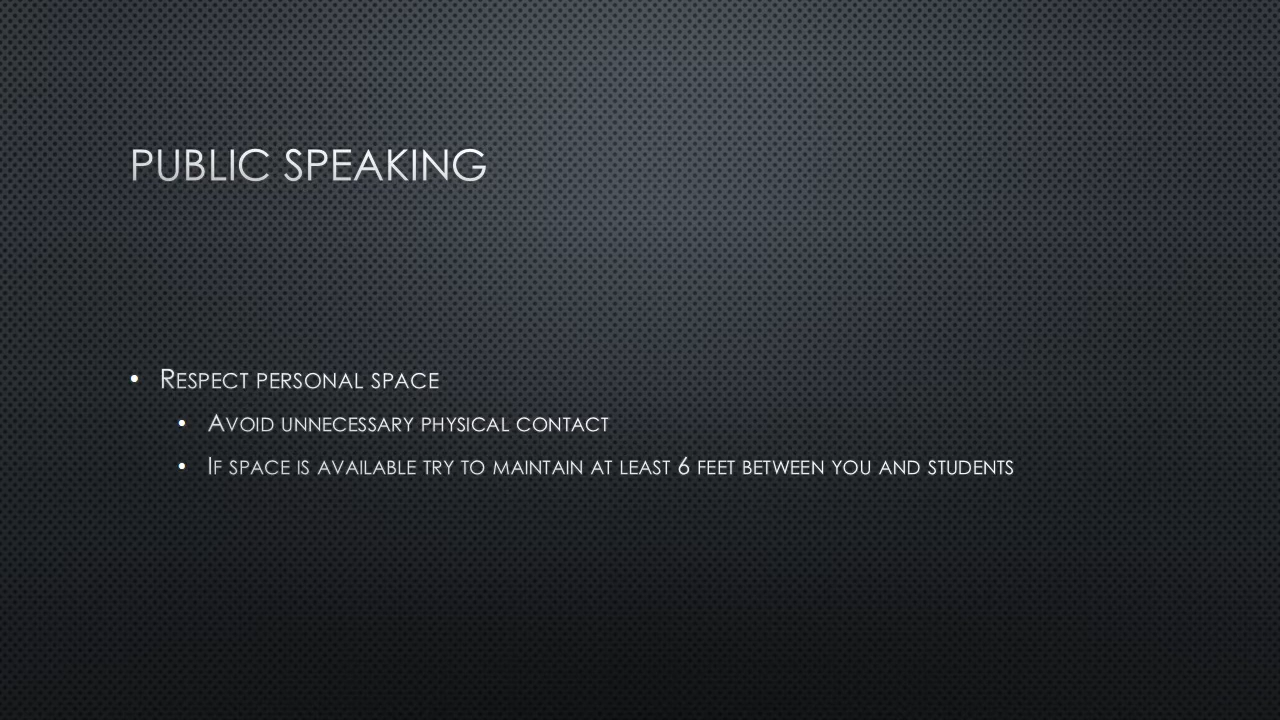 PUBLIC SPEAKING
• RESPECT PERSONAL SPACE
• AVOID UNNECESSARY PHYSICAL CONTACT
• IF SPACE IS AVAILABLE TRY TO MAINTAIN AT LEAST 6 FEET BETWEEN YOU AND STUDENTS